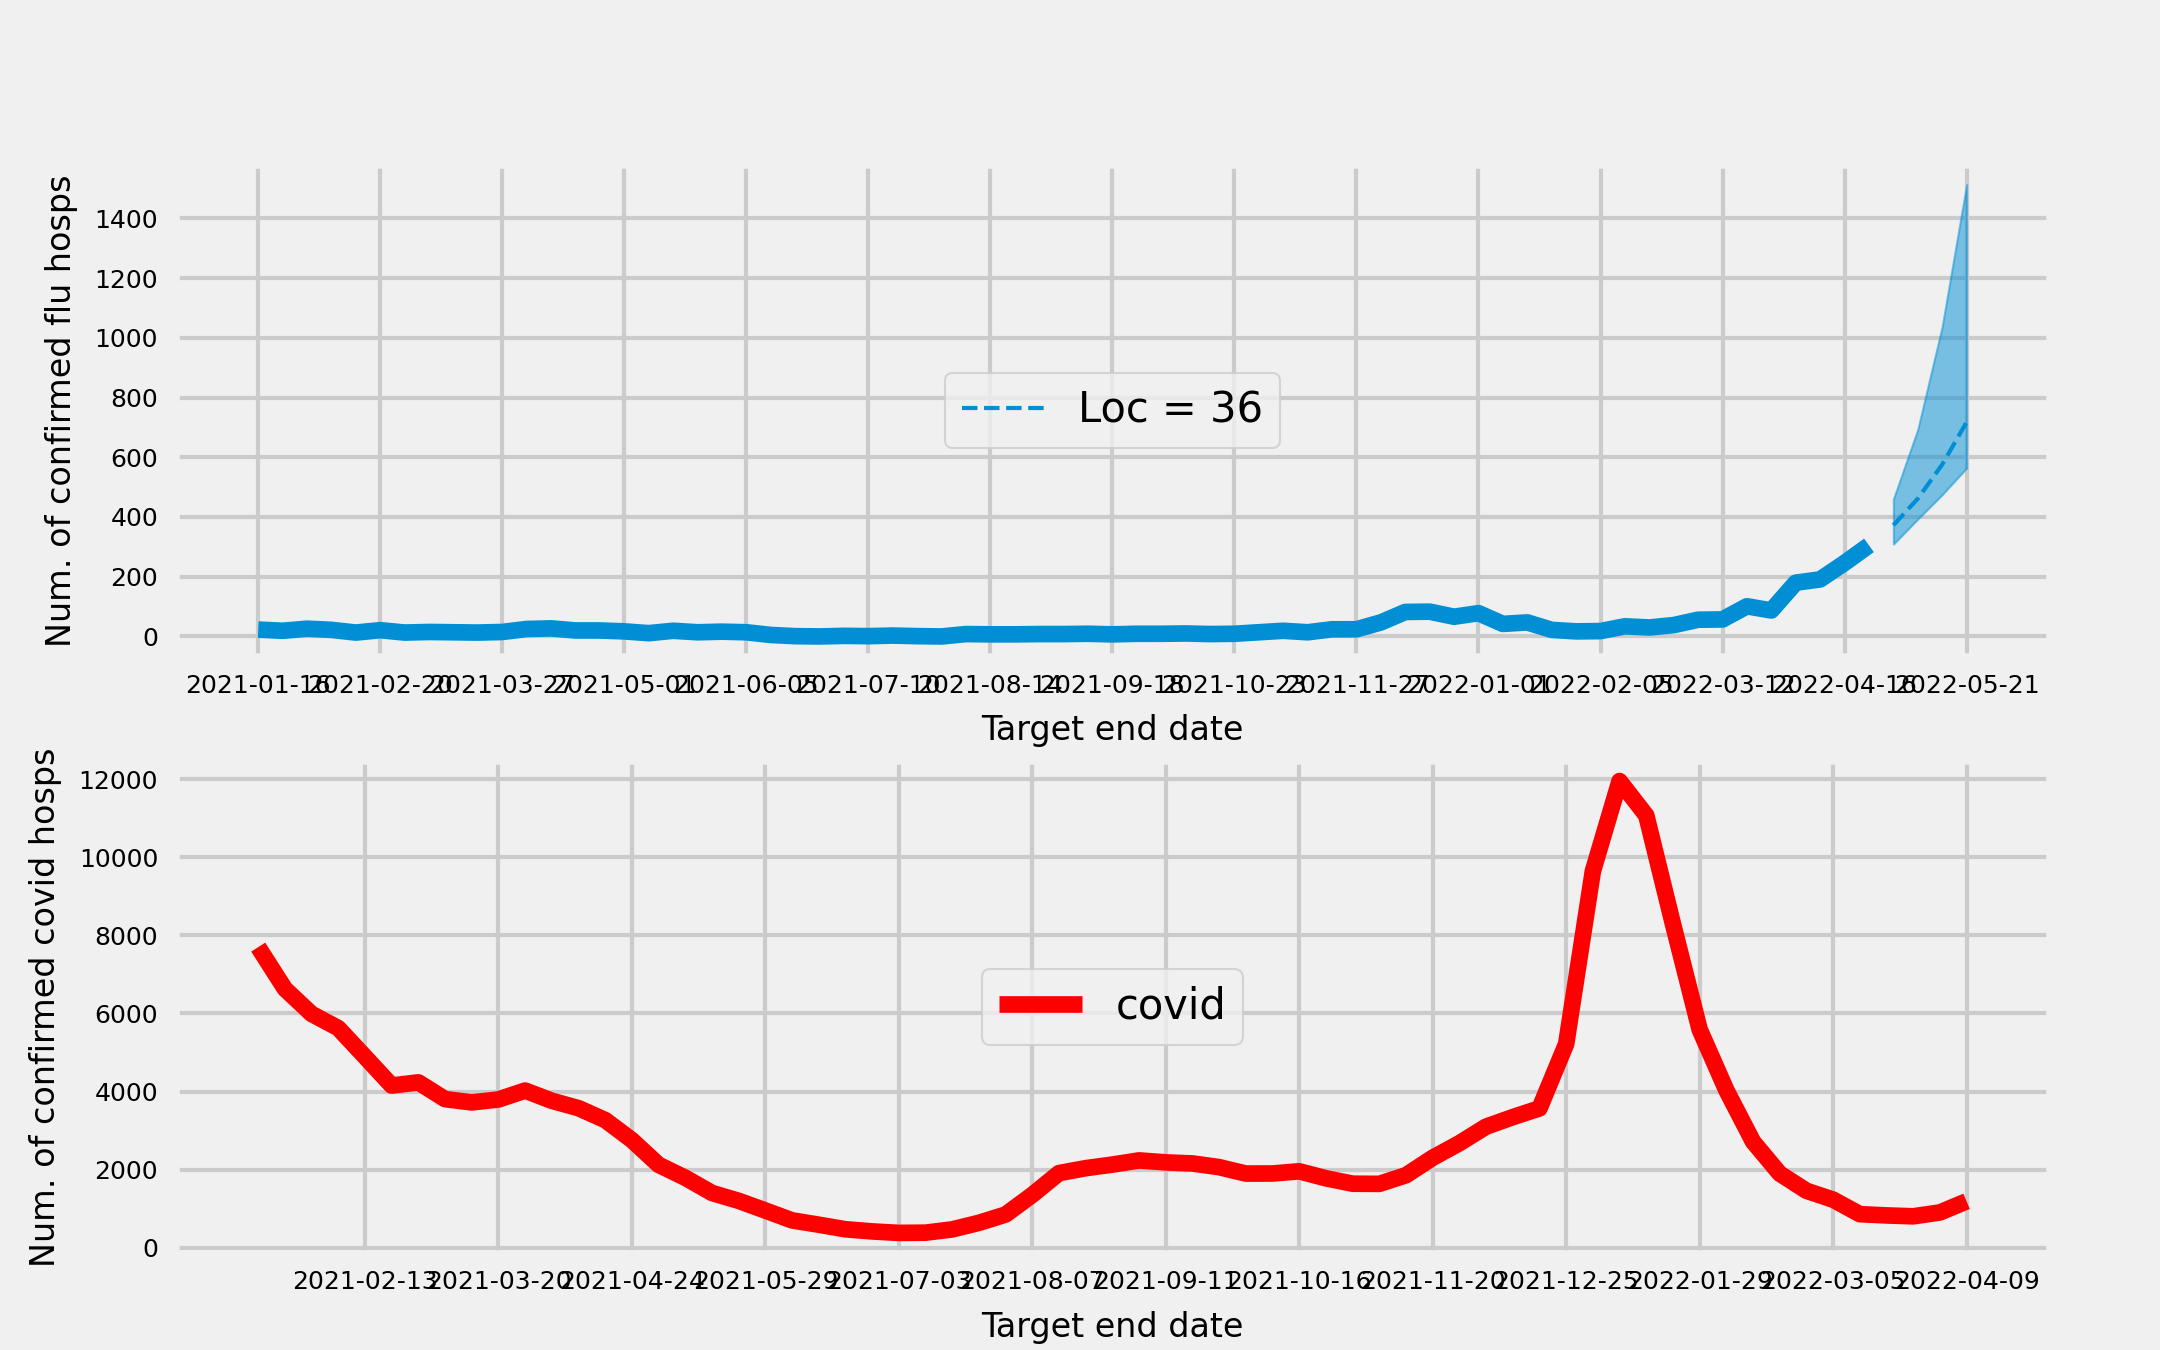 Num. of confirmed flu hosps
1400
1200
1000
800
600
400
200
0
Loc = 36
2021-01-16 2021-02-20 2021-03-27 2021-05-01 2021-06-05 2021-07-10 2021-08-14 2021-09-18 2021-10-23 2021-11-27 2022-01-01 2022-02-05 2022-03-12 2022-04-16 2022-05-21
Target end date
Num. of confirmed covid hosps
12000
10000
8000
6000
4000
2000
0
covid
2021-02-13 2021-03-20 2021-04-24 2021-05-29 2021-07-03 2021-08-07 2021-09-11 2021-10-16 2021-11-20 2021-12-25 2022-01-29 2022-03-05 2022-04-09
Target end date